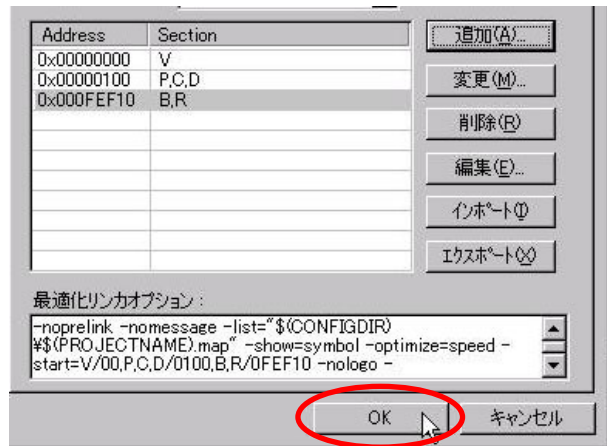 Address Section
0x00000000 V
0x00000100 P,C,D
0x000FEF10 B,R
追加(A)...
変更(M)...
削除(R)
編集(E)...
インポート(I)
エクスポート(X)
最適化リンカオプション :
-noprelink -nomessage -list="$(CONFIGDIR)
¥$(PROJECTNAME).map" -show=symbol -optimize=speed -
start=V/00,P,C,D/0100,B,R/0FEF10 -nologo -
OK
キャンセル